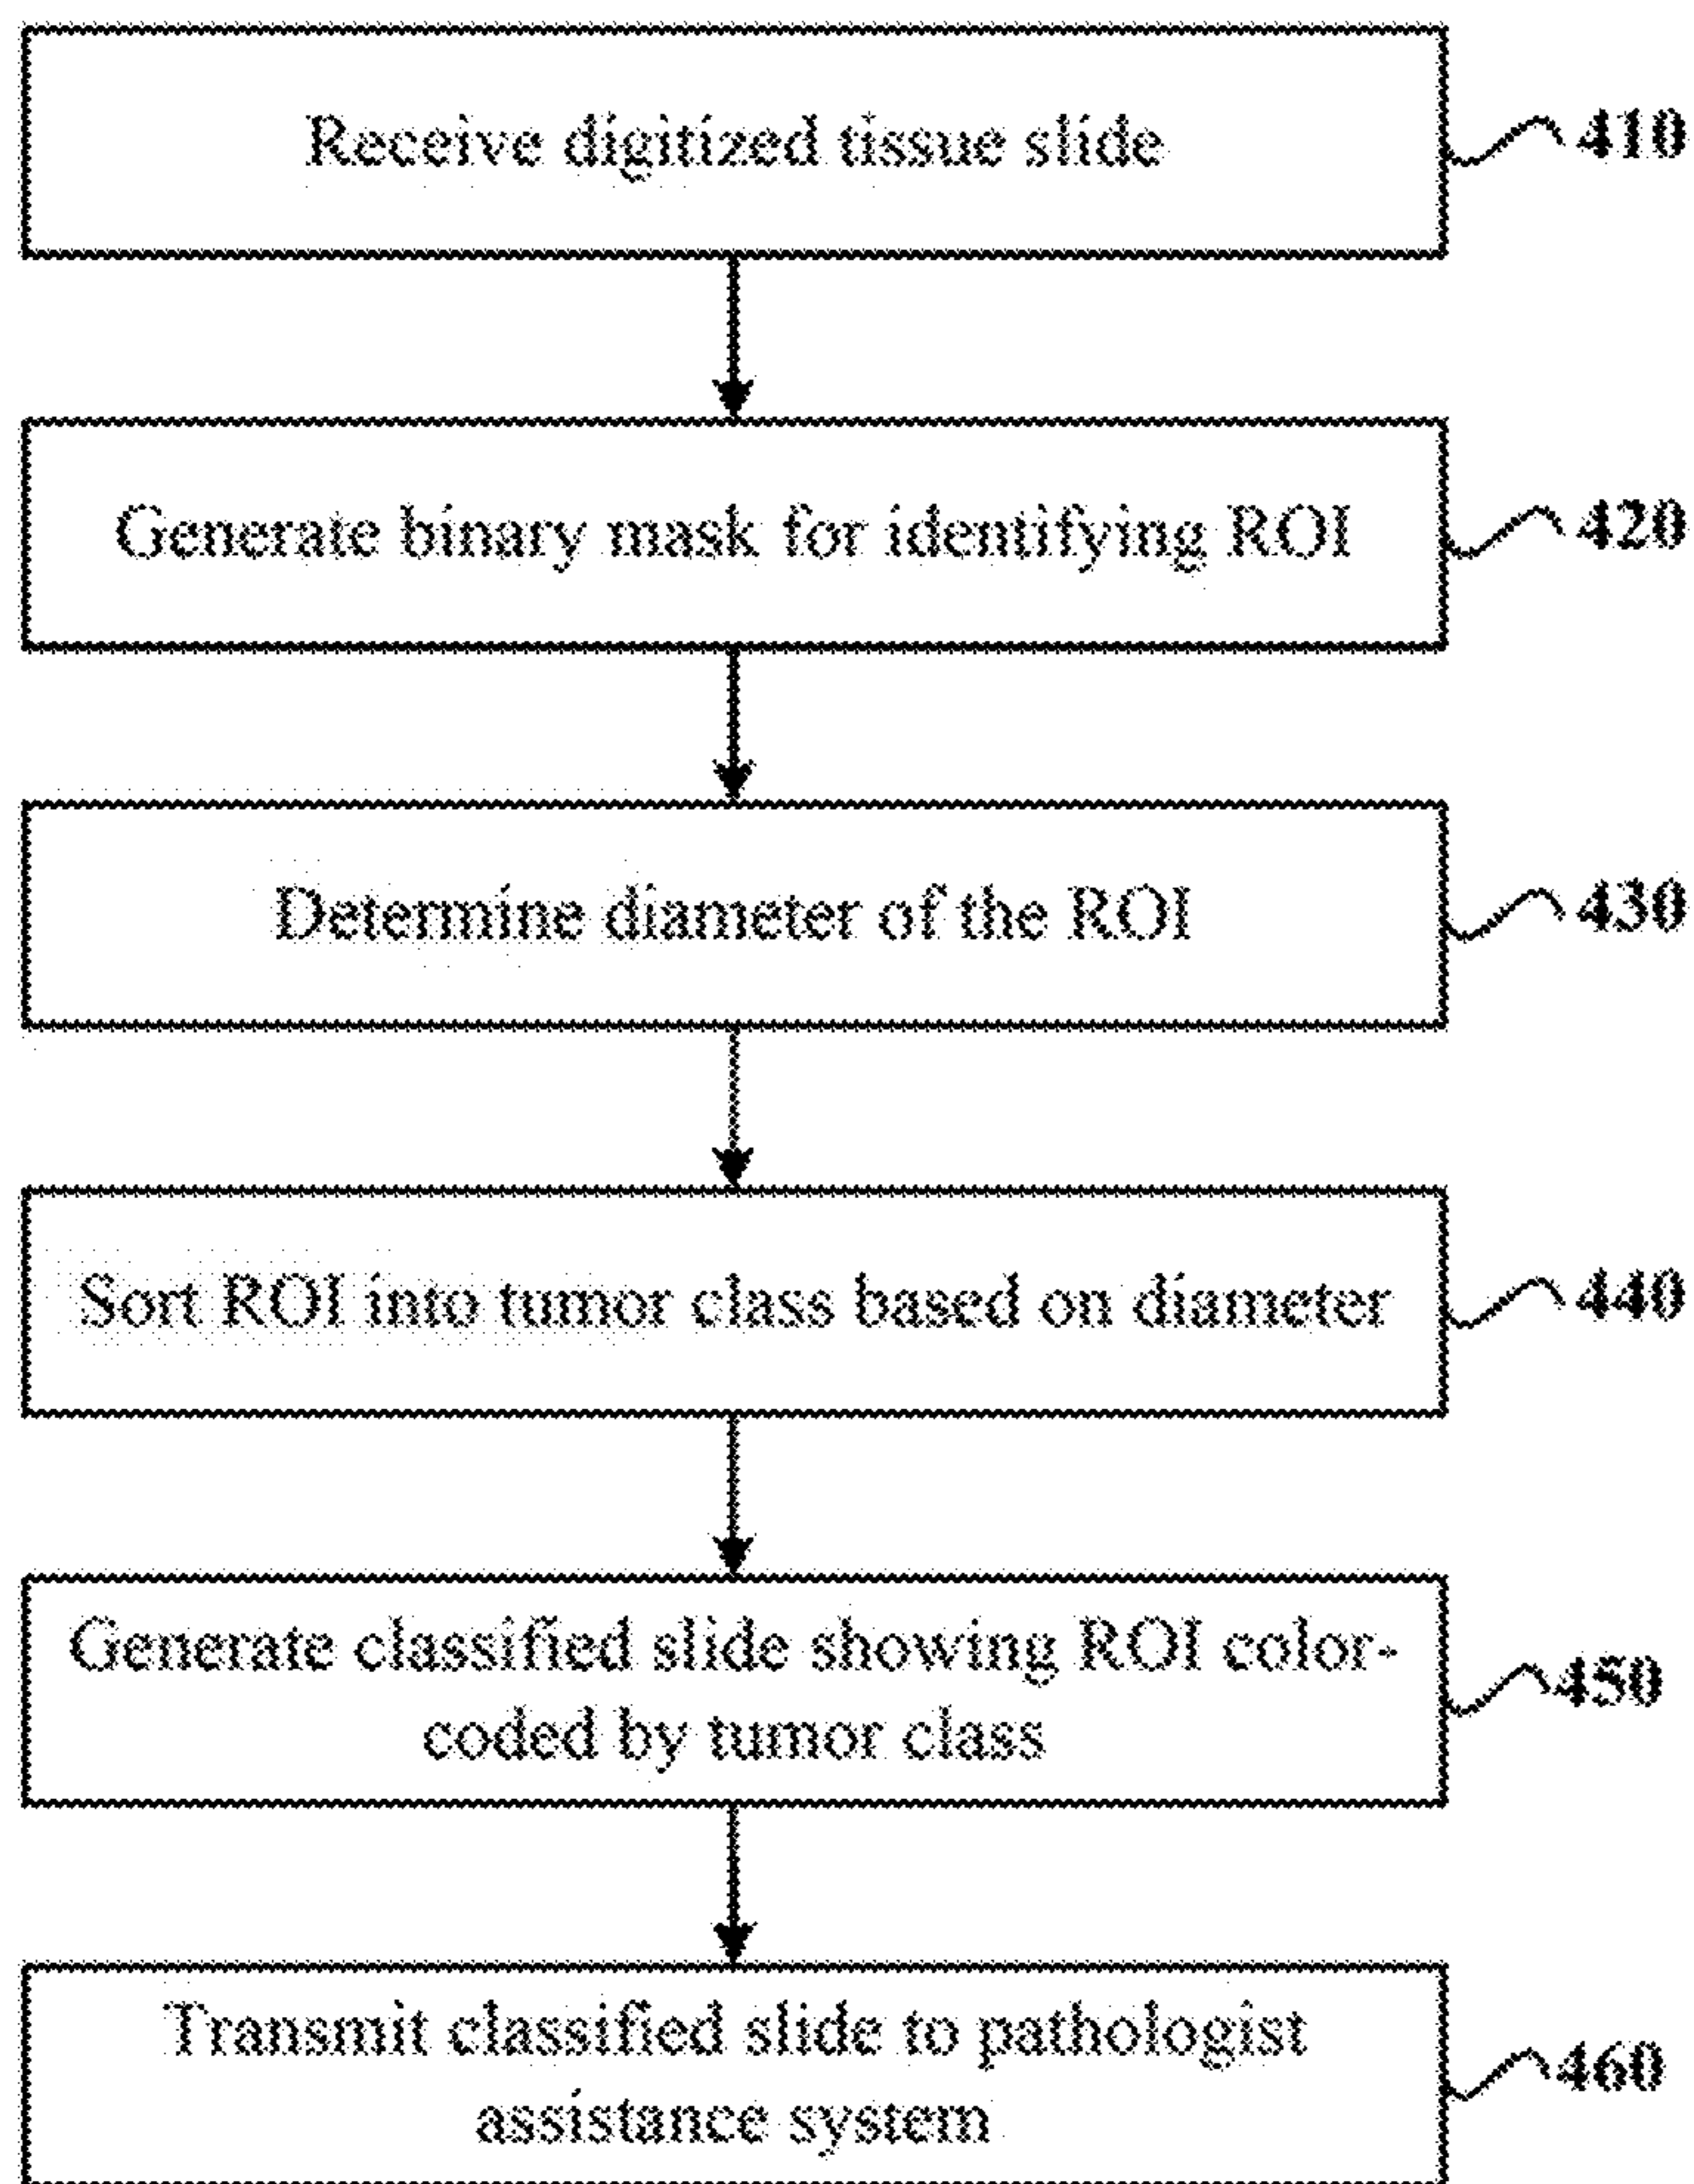 Receive digitized tissue slide
410
Generate binary mask for identifying ROI
420
Determine diameter of the ROI
430
Sort ROI into tumor class based on diameter
440
Generate classified slide showing ROI color-
coded by tumor class
450
Transmit classified slide to pathologist
assistance system
460